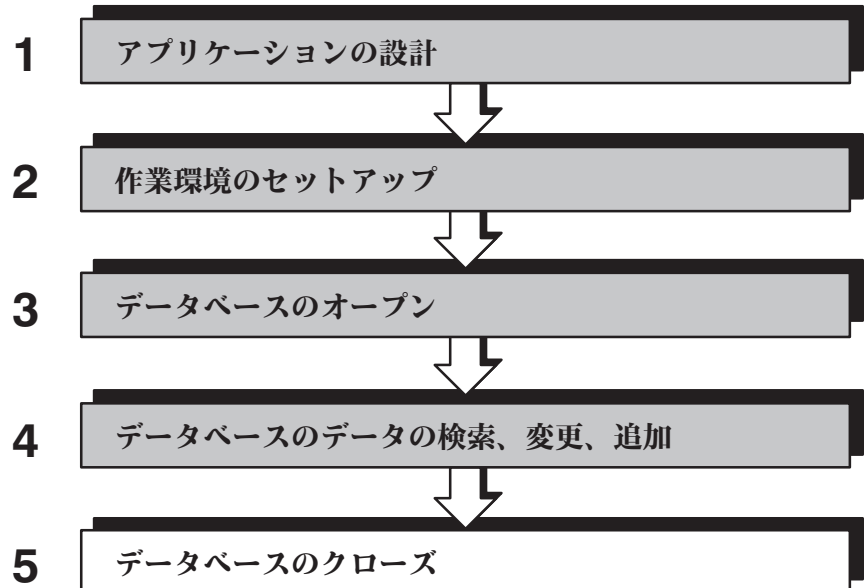 1 アプリケーションの設計
2 作業環境のセットアップ
3 データベースのオープン
4 データベースのデータの検索、変更、追加
5 データベースのクローズ